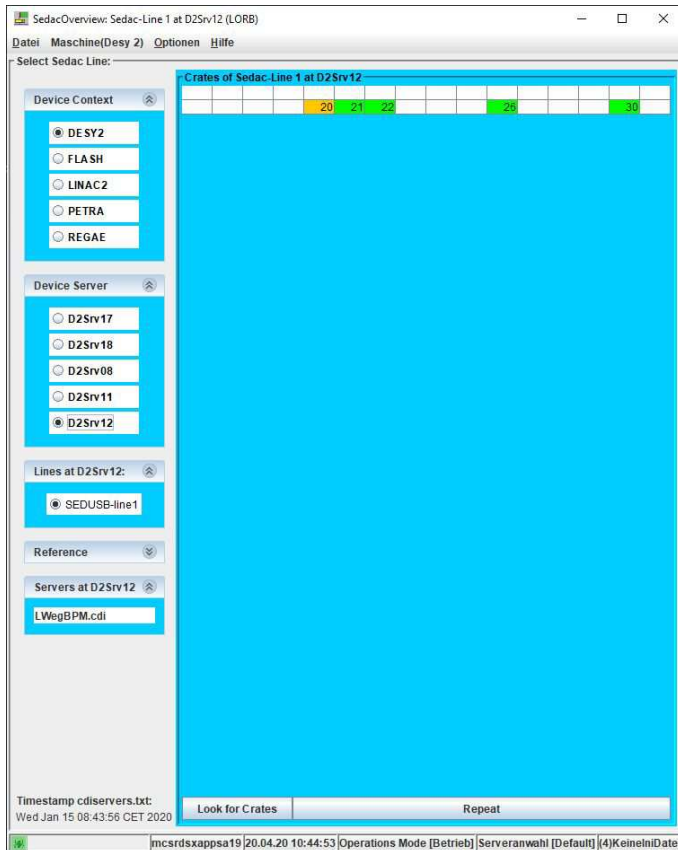 SedacOverview: Sedac-Line 1 at D2Srv12 (LORB)
Datei Maschine(Desy 2) Optionen Hilfe
Select Sedac Line:
Device Context
DESY2
FLASH
LINAC2
PETRA
REGAE
Device Server
D2Srv17
D2Srv18
D2Srv08
D2Srv11
D2Srv12
Lines at D2Srv12:
SEDUSB-line1
Reference
Servers at D2Srv12
LWegBPM.cdi
Timestamp cdiservers.txt:
Wed Jan 15 08:43:56 CET 2020
Crates of Sedac-Line 1 at D2Srv12
20 21 22 26 30
Look for Crates Repeat
mcsrdsxappsa19 20.04.20 10:44:53 Operations Mode [Betrieb] Serveranwahl [Default] (4)KeineIniDate